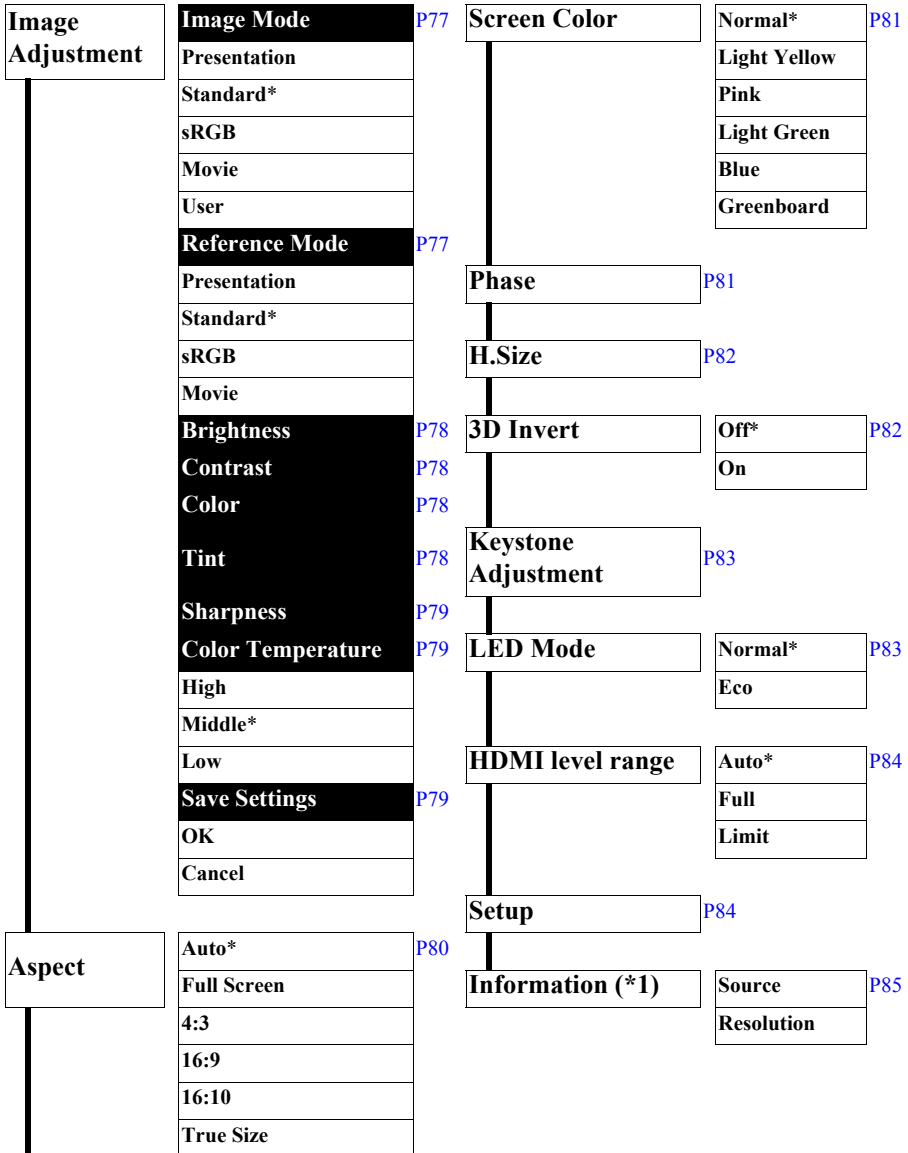 Image
Adjustment
Image Mode P77
Presentation
Standard*
sRGB
Movie
User
Reference Mode P77
Presentation
Standard*
sRGB
Movie
Brightness P78
Contrast P78
Color P78
Tint P78
Sharpness P79
Color Temperature P79
High
Middle*
Low
Save Settings P79
OK
Cancel
Aspect
Auto* P80
Full Screen
4:3
16:9
16:10
True Size
Screen Color
Normal* P81
Light Yellow
Pink
Light Green
Blue
Greenboard
Phase P81
H.Size P82
3D Invert
Off* P82
On
Keystone
Adjustment P83
LED Mode
Normal* P83
Eco
HDMI level range
Auto* P84
Full
Limit
Setup P84
Information (*1)
Source P85
Resolution